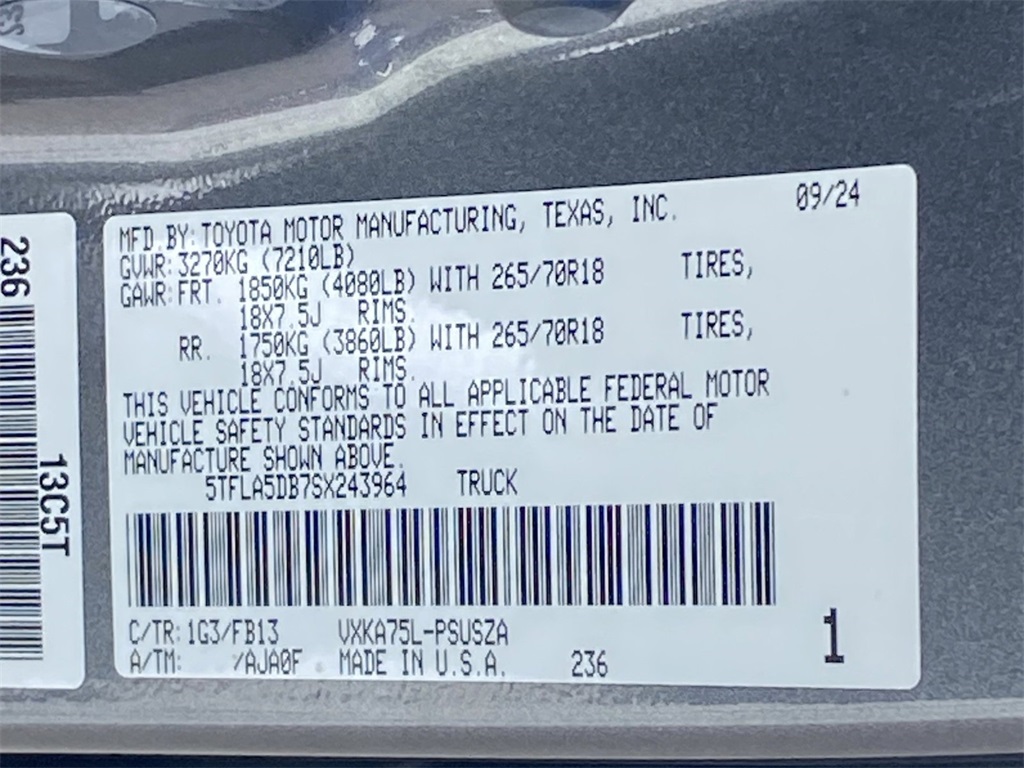 MFD.BY:TOYOTA MOTOR MANUFACTURING, TEXAS, INC. 09/24
GVWR:3270KG (7210LB)
GAWR:FRT. 1850KG (4080LB) WITH 265/70R18 TIRES,
18X7.5J RIMS.
RR. 1750KG (3860LB) WITH 265/70R18 TIRES,
18X7.5J RIMS.
THIS VEHICLE CONFORMS TO ALL APPLICABLE FEDERAL MOTOR
VEHICLE SAFETY STANDARDS IN EFFECT ON THE DATE OF
MANUFACTURE SHOWN ABOVE.
5TFLA5DB7SX243964 TRUCK
C/TR:1G3/FB13 VXKA75L-PSUSZA
A/TM: /AJA0F MADE IN U.S.A. 236
1
236
13C5T